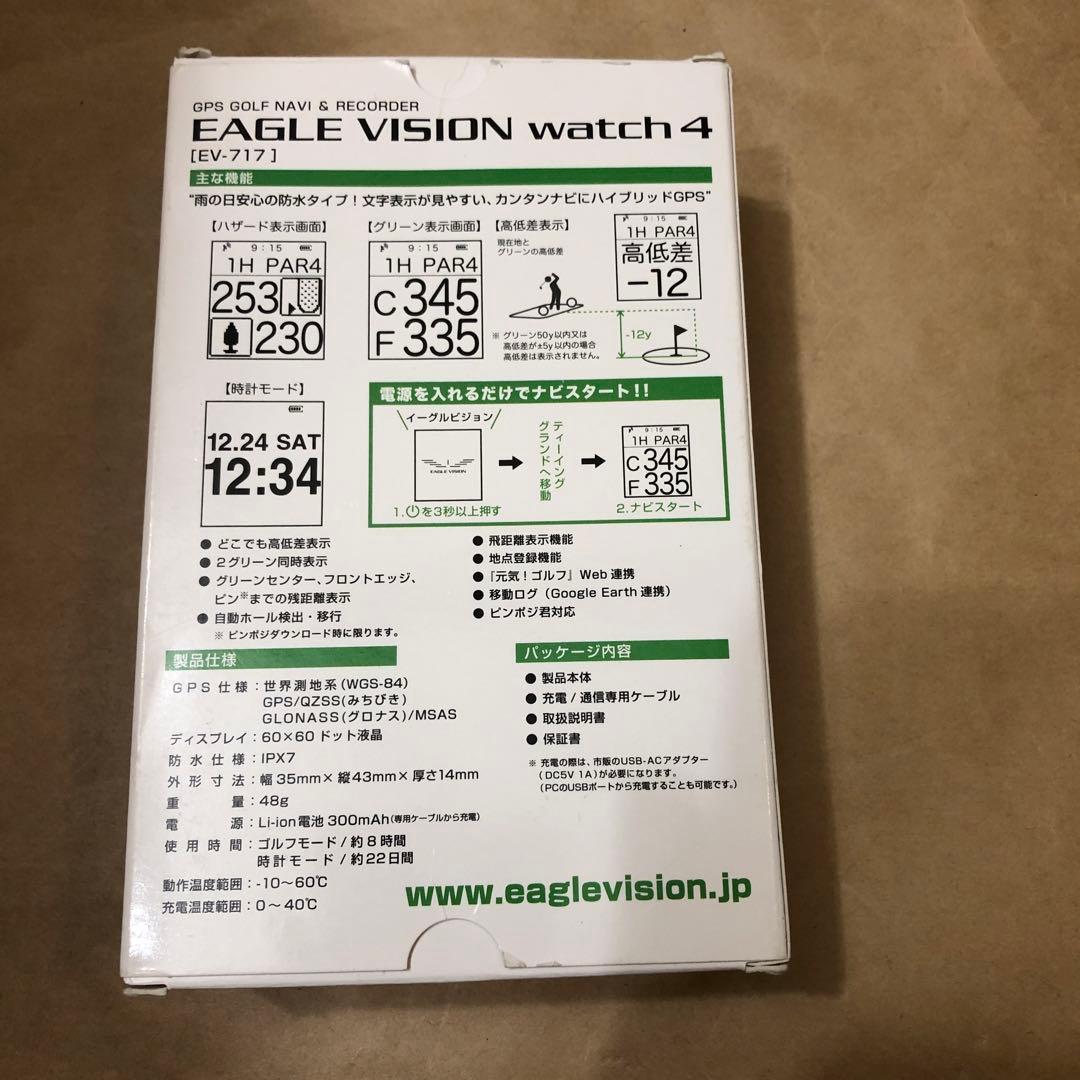 GPS GOLF NAVI & RECORDER
EAGLE VISION watch 4
[EV-717]
主な機能
“雨の日安心の防水タイプ！文字表示が見やすい、カンタンナビにハイブリッドGPS”
【ハザード表示画面】
9:15
1H PAR4
253
230
【グリーン表示画面】
9:15
1H PAR4
C 345
F 335
【高低差表示】
現在地と
グリーンの高低差
9:15
1H PAR4
高低差
-12
-12y
※ グリーン50y以内又は
高低差が±5y以内の場合
高低差は表示されません。
【時計モード】
12.24 SAT
12:34
電源を入れるだけでナビスタート!!
イーグルビジョン
EAGLE VISION
1.⏻を3秒以上押す
ティーイング
グランドへ移動
9:15
1H PAR4
C 345
F 335
2.ナビスタート
● どこでも高低差表示
● 2グリーン同時表示
● グリーンセンター、フロントエッジ、
ピン※までの残距離表示
● 自動ホール検出・移行
※ ピンポジダウンロード時に限ります。
● 飛距離表示機能
● 地点登録機能
● 『元気！ゴルフ』Web 連携
● 移動ログ（Google Earth連携）
● ピンポジ君対応
製品仕様
GPS 仕様：世界測地系(WGS-84)
GPS/QZSS(みちびき)
GLONASS(グロナス)/MSAS
ディスプレイ：60×60ドット液晶
防水仕様：IPX7
外形寸法：幅35mm×縦43mm×厚さ14mm
重量：48g
電源：Li-ion電池300mAh(専用ケーブルから充電)
使用時間：ゴルフモード/約8時間
時計モード/約22日間
動作温度範囲：-10～60℃
充電温度範囲：0～40℃
パッケージ内容
● 製品本体
● 充電/通信専用ケーブル
● 取扱説明書
● 保証書
※ 充電の際は、市販のUSB-ACアダプター
(DC5V 1A)が必要になります。
(PCのUSBポートから充電することも可能です。)
www.eaglevision.jp